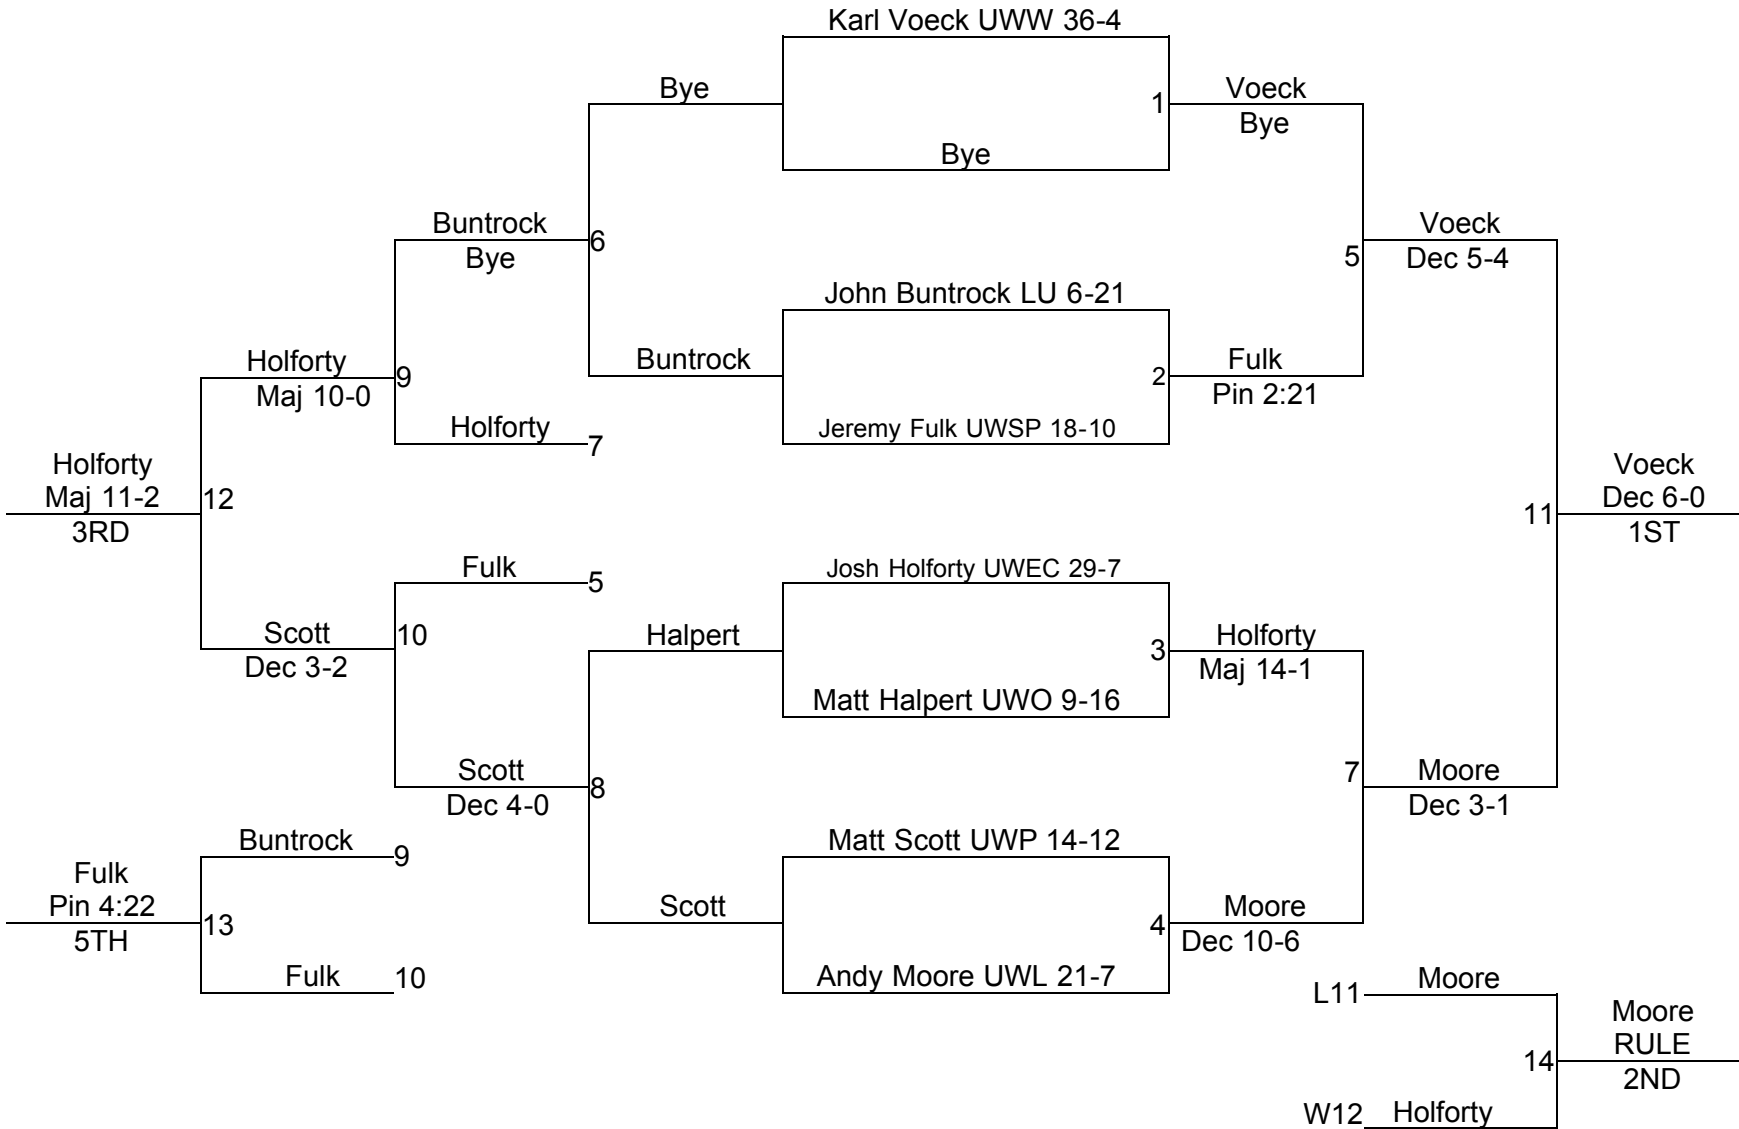 Karl Voeck UWW 36-4
Bye
1
Voeck
Bye
Bye
Buntrock
Bye
6
John Buntrock LU 6-21
5
Voeck
Dec 5-4
Holforty
Maj 10-0
9
Buntrock
2
Fulk
Pin 2:21
Jeremy Fulk UWSP 18-10
Holforty
7
Holforty
Maj 11-2
3RD
12
11
Voeck
Dec 6-0
1ST
Fulk
5
Josh Holforty UWEC 29-7
Scott
Dec 3-2
10
Halpert
3
Holforty
Maj 14-1
Matt Halpert UWO 9-16
Scott
Dec 4-0
8
7
Moore
Dec 3-1
Buntrock
9
Matt Scott UWP 14-12
Fulk
Pin 4:22
5TH
13
Scott
4
Moore
Dec 10-6
Fulk
10
Andy Moore UWL 21-7
L11
Moore
14
Moore
RULE
2ND
W12
Holforty